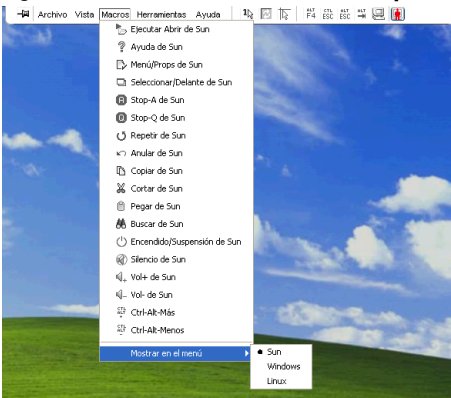 Archivo Vista Macros Herramientas Ayuda ALT F4 CTL ESC ALT ESC ALT
Ejecutar Abrir de Sun
Ayuda de Sun
Menú/Props de Sun
Seleccionar/Delante de Sun
Stop-A de Sun
Stop-Q de Sun
Repetir de Sun
Anular de Sun
Copiar de Sun
Cortar de Sun
Pegar de Sun
Buscar de Sun
Encendido/Suspensión de Sun
Silencio de Sun
Vol+ de Sun
Vol- de Sun
CTL ALT + Ctrl-Alt-Más
CTL ALT - Ctrl-Alt-Menos
Mostrar en el menú
Sun
Windows
Linux